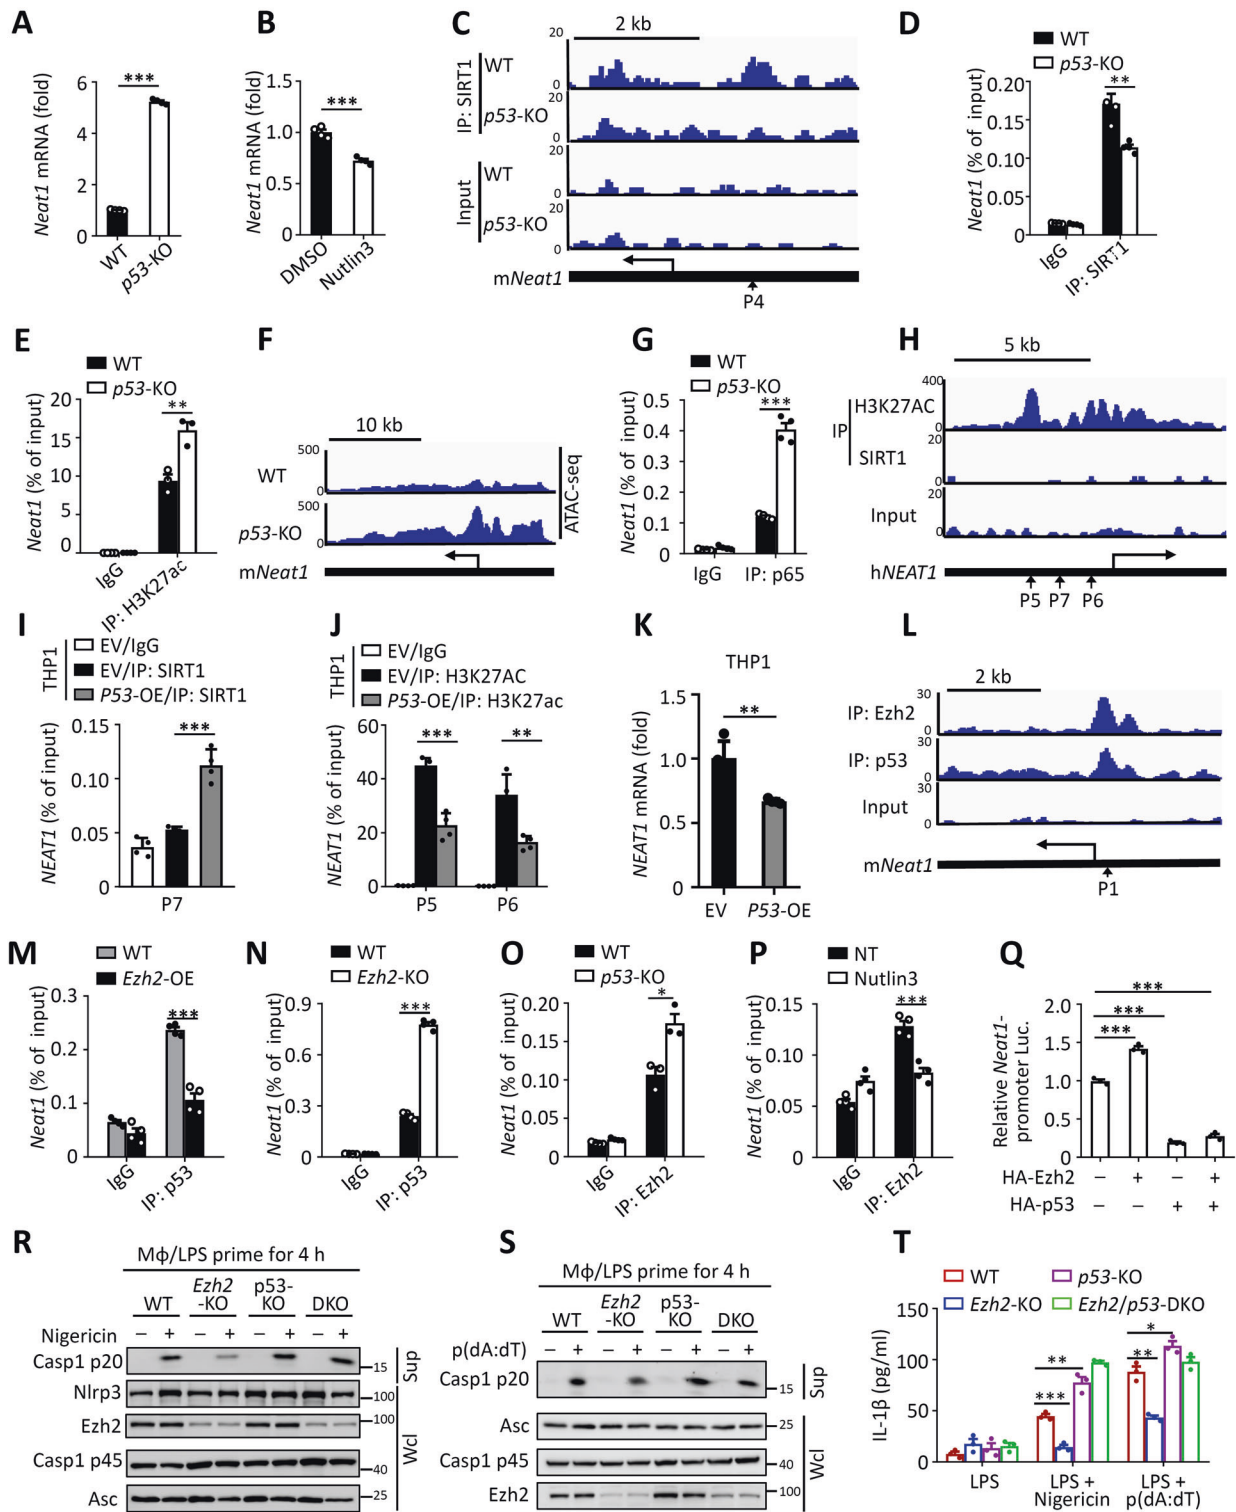 A
Neat1 mRNA (fold)
6
4
2
0
***
WT
p53-KO
B
Neat1 mRNA (fold)
1.5
1.0
0.5
0
***
DMSO
Nutlin3
C
2 kb
IP: SIRT1
WT
p53-KO
Input
WT
p53-KO
20
0
20
0
20
0
20
0
mNeat1
P4
D
WT
p53-KO
**
Neat1 (% of input)
0.20
0.15
0.10
0.05
0
IgG
IP: SIRT1
E
WT
p53-KO
**
Neat1 (% of input)
20
15
10
5
0
IgG
IP: H3K27ac
F
10 kb
WT
p53-KO
500
0
500
0
ATAC-seq
mNeat1
G
WT
p53-KO
***
Neat1 (% of input)
0.5
0.4
0.3
0.2
0.1
0
IgG
IP: p65
H
5 kb
IP
H3K27AC
SIRT1
Input
400
0
20
0
20
0
hNEAT1
P5 P7 P6
I
THP1
EV/IgG
EV/IP: SIRT1
P53-OE/IP: SIRT1
***
NEAT1 (% of input)
0.15
0.10
0.05
0
P7
J
THP1
EV/IgG
EV/IP: H3K27AC
P53-OE/IP: H3K27ac
*** **
NEAT1 (% of input)
60
40
20
0
P5 P6
K
THP1
**
NEAT1 mRNA (fold)
1.5
1.0
0.5
0
EV P53-OE
L
2 kb
IP: Ezh2
IP: p53
Input
30
0
30
0
30
0
mNeat1
P1
M
WT
Ezh2-OE
***
Neat1 (% of input)
0.3
0.2
0.1
0
IgG
IP: p53
N
WT
Ezh2-KO
***
Neat1 (% of input)
0.9
0.6
0.3
0
IgG
IP: p53
O
WT
p53-KO
*
Neat1 (% of input)
0.20
0.15
0.10
0.05
0
IgG
IP: Ezh2
P
NT
Nutlin3
***
Neat1 (% of input)
0.15
0.10
0.05
0
IgG
IP: Ezh2
Q
***
***
***
Relative Neat1-
promoter Luc.
1.5
1.0
0.5
0
HA-Ezh2 – + – +
HA-p53 – – + +
R
Mϕ/LPS prime for 4 h
WT Ezh2 p53- DKO
-KO KO
Nigericin – + – + – + – +
Casp1 p20 15 Sup
Nlrp3 100
Ezh2 100
Casp1 p45 40
Asc 25
Wcl
S
Mϕ/LPS prime for 4 h
WT Ezh2 p53- DKO
-KO KO
p(dA:dT) – + – + – + – +
Casp1 p20 15 Sup
Asc 25
Casp1 p45 40
Ezh2 100
Wcl
T
WT p53-KO
Ezh2-KO Ezh2/p53-DKO
IL-1β (pg/ml)
150
100
50
0
***
**
**
*
LPS
LPS +
Nigericin
LPS +
p(dA:dT)